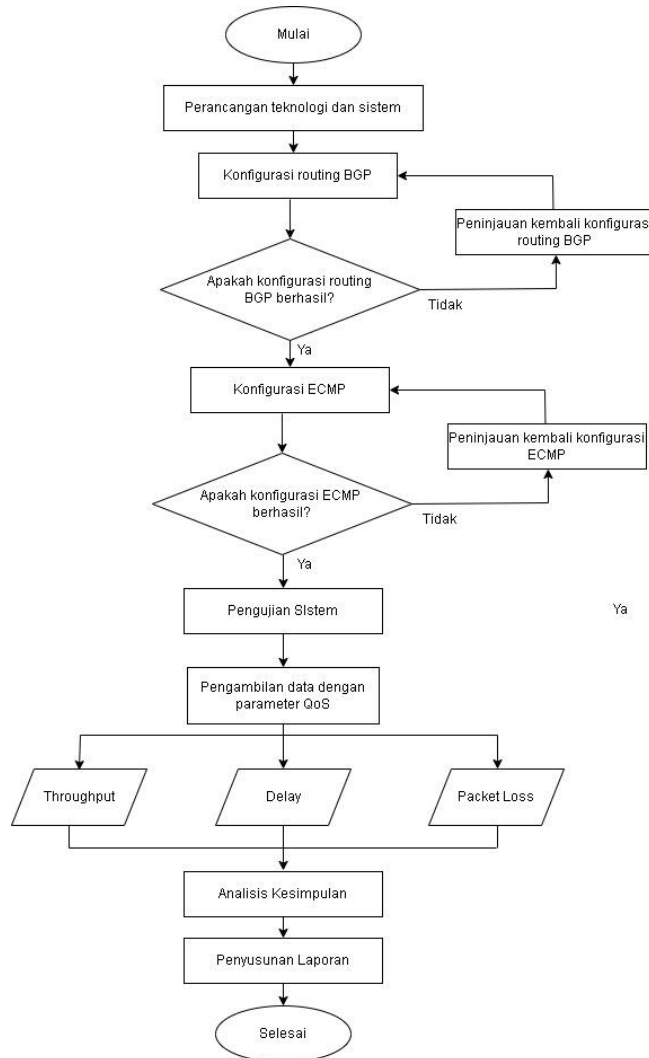 Mulai
Perancangan teknologi dan sistem
Konfigurasi routing BGP
Peninjauan kembali konfigurasi
routing BGP
Apakah konfigurasi routing
BGP berhasil?
Tidak
Ya
Konfigurasi ECMP
Peninjauan kembali konfigurasi
ECMP
Apakah konfigurasi ECMP
berhasil?
Tidak
Ya
Pengujian SIstem
Ya
Pengambilan data dengan
parameter QoS
Throughput
Delay
Packet Loss
Analisis Kesimpulan
Penyusunan Laporan
Selesai